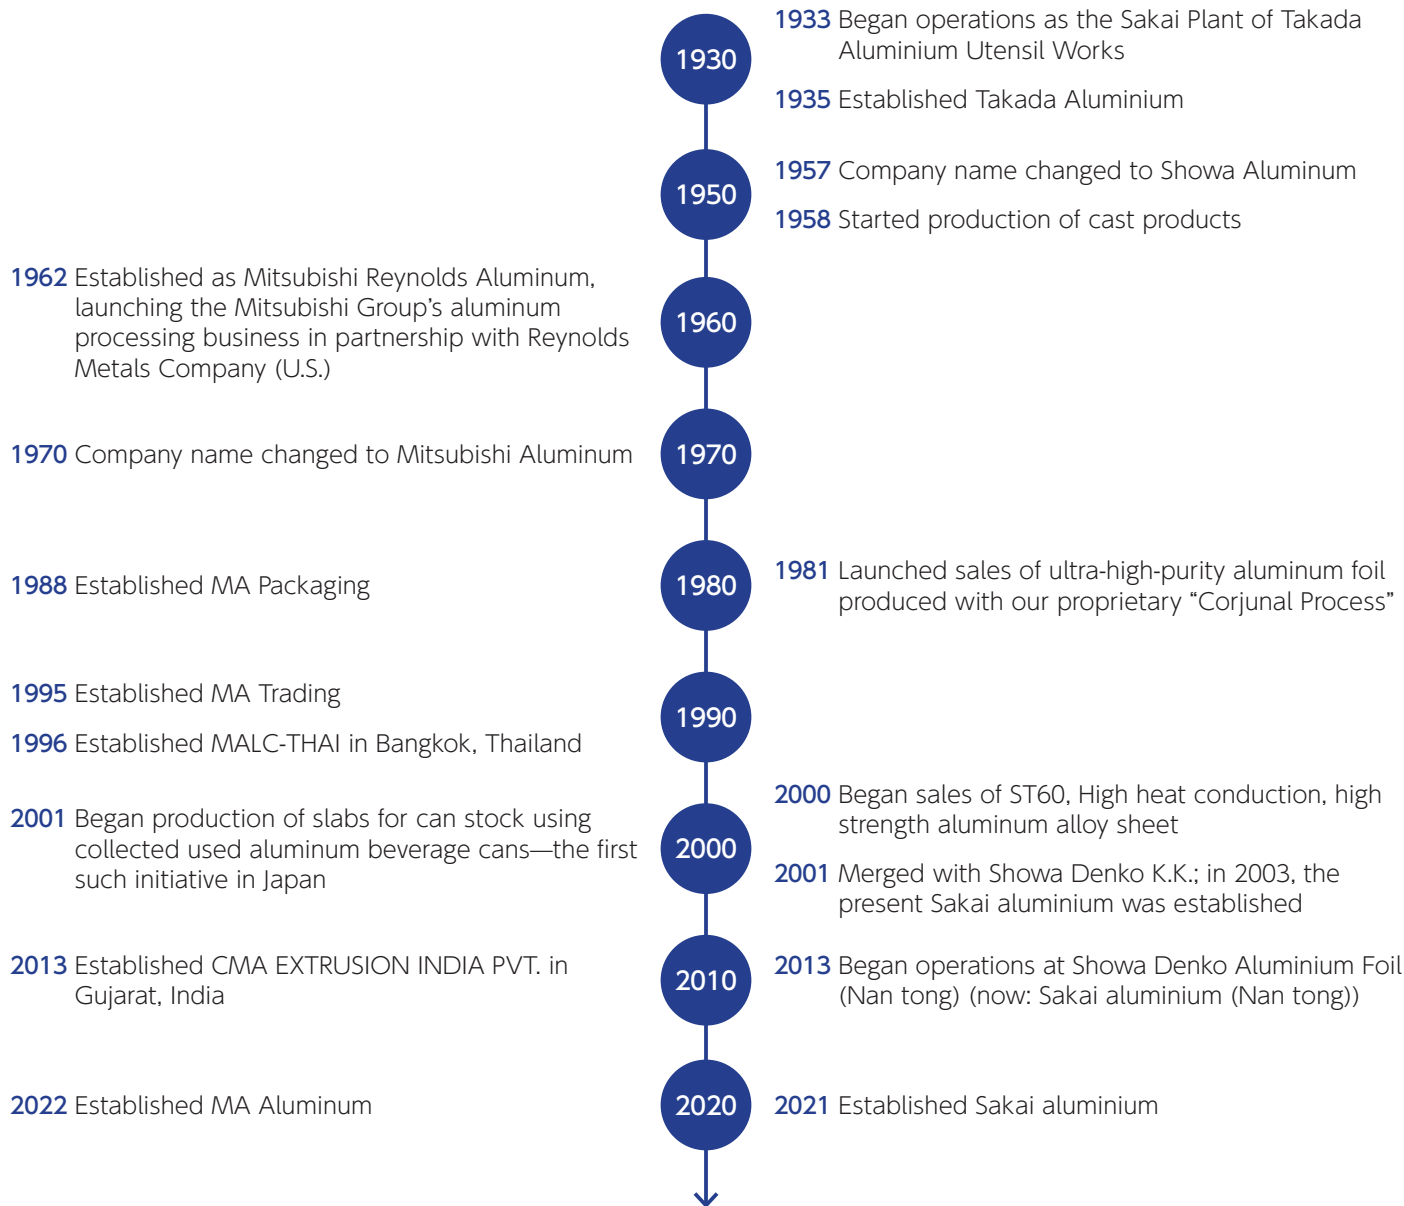 1930
1933 Began operations as the Sakai Plant of Takada
Aluminium Utensil Works
1935 Established Takada Aluminium
1950
1957 Company name changed to Showa Aluminum
1958 Started production of cast products
1962 Established as Mitsubishi Reynolds Aluminum,
launching the Mitsubishi Group's aluminum
processing business in partnership with Reynolds
Metals Company (U.S.)
1960
1970 Company name changed to Mitsubishi Aluminum
1970
1988 Established MA Packaging
1980
1981 Launched sales of ultra-high-purity aluminum foil
produced with our proprietary “Corjunal Process”
1995 Established MA Trading
1996 Established MALC-THAI in Bangkok, Thailand
1990
2001 Began production of slabs for can stock using
collected used aluminum beverage cans—the first
such initiative in Japan
2000
2000 Began sales of ST60, High heat conduction, high
strength aluminum alloy sheet
2001 Merged with Showa Denko K.K.; in 2003, the
present Sakai aluminium was established
2013 Established CMA EXTRUSION INDIA PVT. in
Gujarat, India
2010
2013 Began operations at Showa Denko Aluminium Foil
(Nan tong) (now: Sakai aluminium (Nan tong))
2022 Established MA Aluminum
2020
2021 Established Sakai aluminium